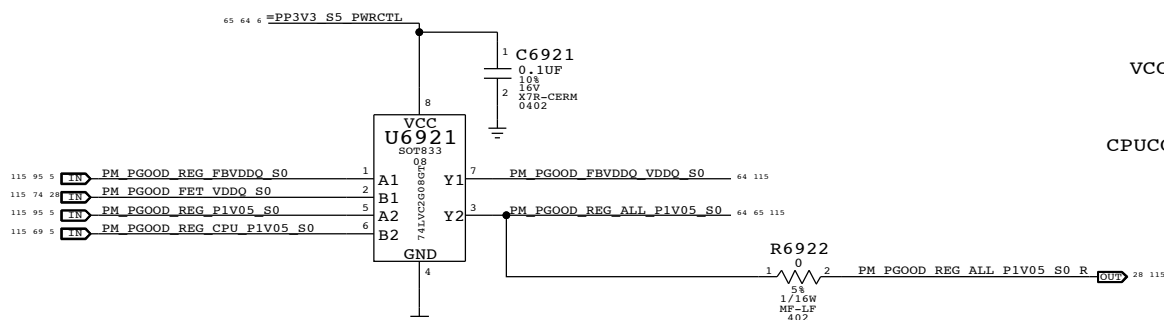 65 64 6 =PP3V3_S5_PWRCTL
1 C6921
0.1UF
10%
16V
2 X7R-CERM
0402
VCC
8
VCC
U6921
SOT833
08
74LVC2G08GT
CPUCO
115 95 5 IN PM_PGOOD_REG_FBVDDQ_S0 1 A1 Y1 7 PM_PGOOD_FBVDDQ_VDDQ_S0 64 115
115 74 28 IN PM_PGOOD_FET_VDDQ_S0 2 B1
115 95 5 IN PM_PGOOD_REG_P1V05_S0 5 A2 Y2 3 PM_PGOOD_REG_ALL_P1V05_S0 64 65 115
115 69 5 IN PM_PGOOD_REG_CPU_P1V05_S0 6 B2
GND
4
R6922
0
1 2 PM_PGOOD_REG_ALL_P1V05_S0_R OUT 28 115
5%
1/16W
MF-LF
402